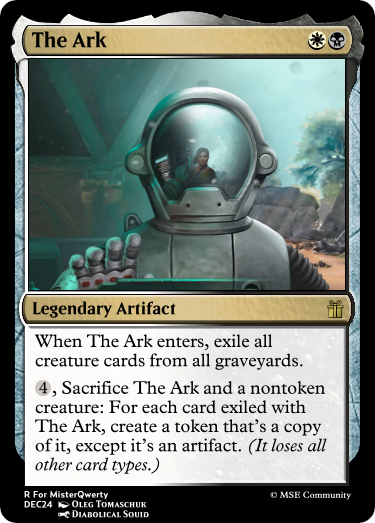 The Ark
Legendary Artifact
When The Ark enters, exile all
creature cards from all graveyards.
4, Sacrifice The Ark and a nontoken
creature: For each card exiled with
The Ark, create a token that's a copy
of it, except it's an artifact. (It loses all
other card types.)
R For MisterQwerty
DEC24 Oleg Tomaschuk
Diabolical Squid
© MSE Community